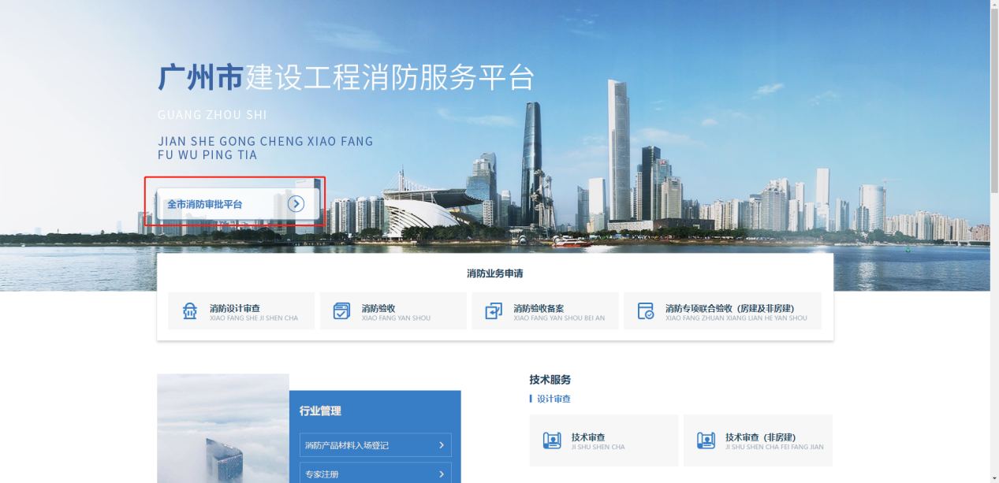 广州市建设工程消防服务平台
GUANG ZHOU SHI
JIAN SHE GONG CHENG XIAO FANG
FU WU PING TIA
全市消防审批平台
消防业务申请
消防设计审查
XIAO FANG SHE JI SHEN CHA
消防验收
XIAO FANG YAN SHOU
消防验收备案
XIAO FANG YAN SHOU BEI AN
消防专项联合验收（房建及非房建）
XIAO FANG ZHUAN XIANG LIAN HE YAN SHOU
行业管理
消防产品材料入场登记
专家注册
技术服务
设计审查
技术审查
JI SHU SHEN CHA
技术审查（非房建）
JI SHU SHEN CHA FEI FANG JIAN